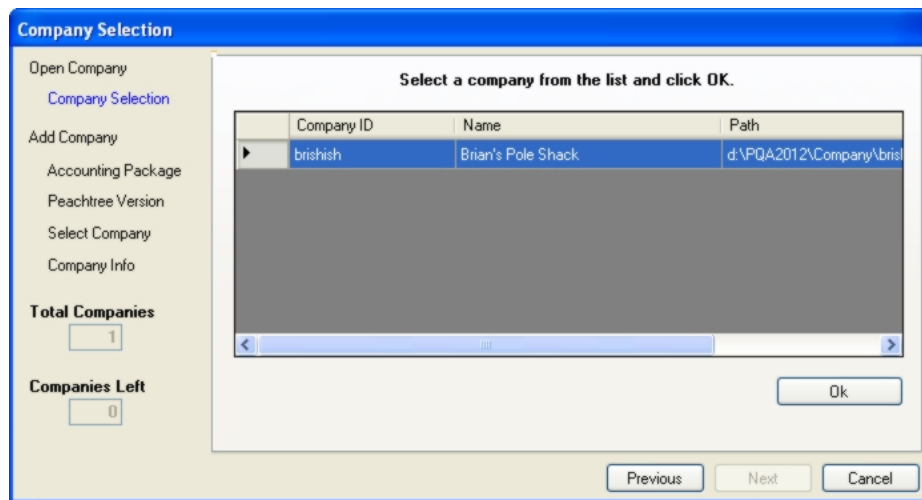 Company Selection
Open Company
Company Selection
Add Company
Accounting Package
Peachtree Version
Select Company
Company Info
Total Companies
1
Companies Left
0
Select a company from the list and click OK.
Company ID Name Path
brishish Brian's Pole Shack d:\PQA2012\Company\bris
Ok
Previous Next Cancel